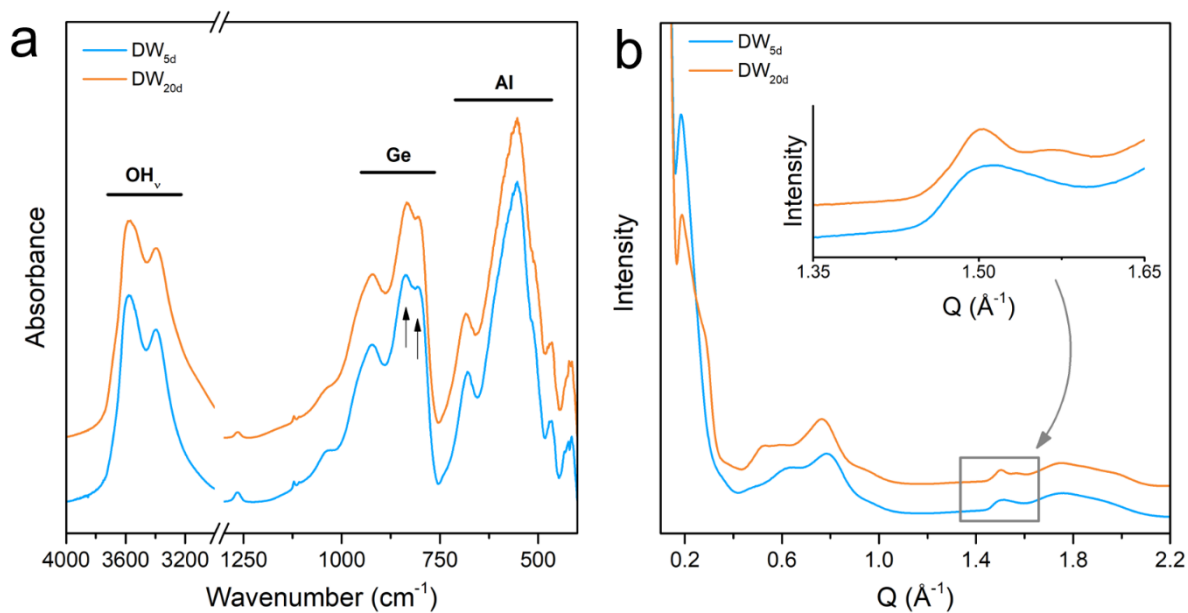 a
DW5d
DW20d
OHν
Ge
Al
Absorbance
4000 3600 3200 1250 1000 750 500
Wavenumber (cm-1)
b
DW5d
DW20d
Intensity
1.35 1.50 1.65
Q (Å-1)
Intensity
0.2 0.6 1.0 1.4 1.8 2.2
Q (Å-1)